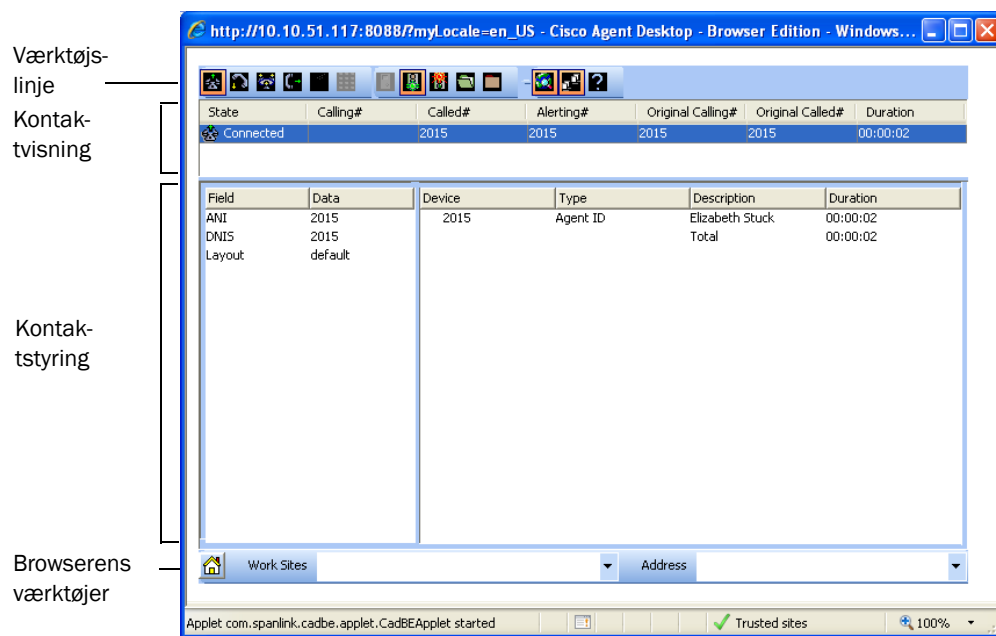 http://10.10.51.117:8088/?myLocale=en_US - Cisco Agent Desktop - Browser Edition - Windows...
Værktøjs-
linje
Kontak-
tvisning
State Calling# Called# Alerting# Original Calling# Original Called# Duration
Connected 2015 2015 2015 2015 00:00:02
Field Data Device Type Description Duration
ANI 2015 2015 Agent ID Elizabeth Stuck 00:00:02
DNIS 2015 Total 00:00:02
Layout default
Kontak-
tstyring
Browserens
værktøjer
Work Sites Address
Applet com.spanlink.cadbe.applet.CadBEApplet started Trusted sites 100%